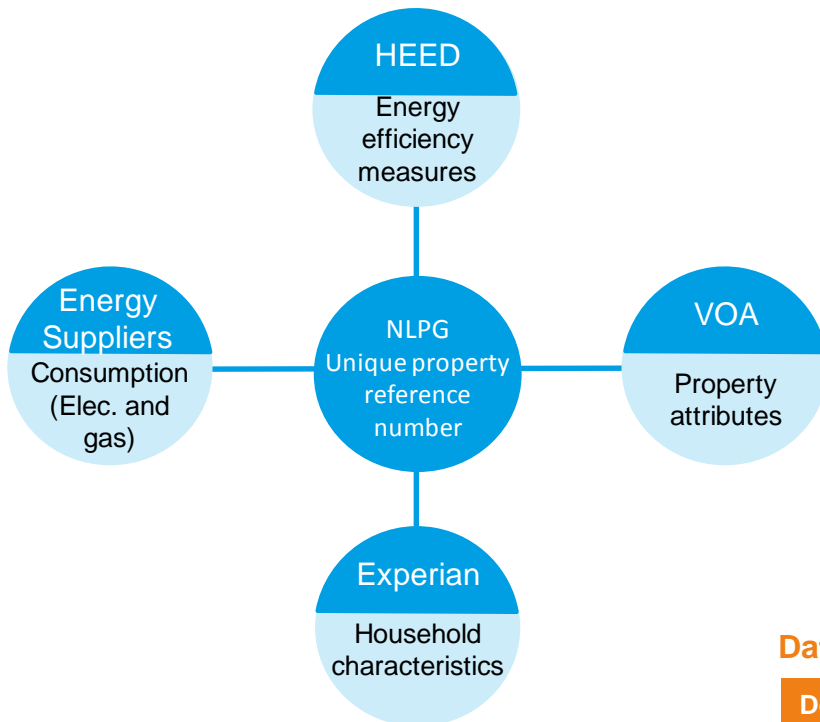 HEED
Energy
efficiency
measures
Energy
Suppliers
Consumption
(Elec. and
gas)
NLPG
Unique property
reference
number
VOA
Property
attributes
Experian
Household
characteristics